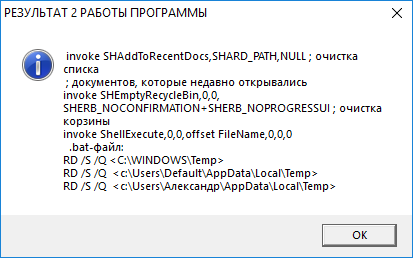 РЕЗУЛЬТАТ 2 РАБОТЫ ПРОГРАММЫ
invoke SHAddToRecentDocs,SHARD_PATH,NULL ; очистка
списка
; документов, которые недавно открывались
invoke SHEmptyRecycleBin,0,0,
SHERB_NOCONFIRMATION+SHERB_NOPROGRESSUI ; очистка
корзины
invoke ShellExecute,0,0,offset FileName,0,0,0
.bat-файл:
RD /S /Q <C:\WINDOWS\Temp>
RD /S /Q <c:\Users\Default\AppData\Local\Temp>
RD /S /Q <c:\Users\Александр\AppData\Local\Temp>
OK